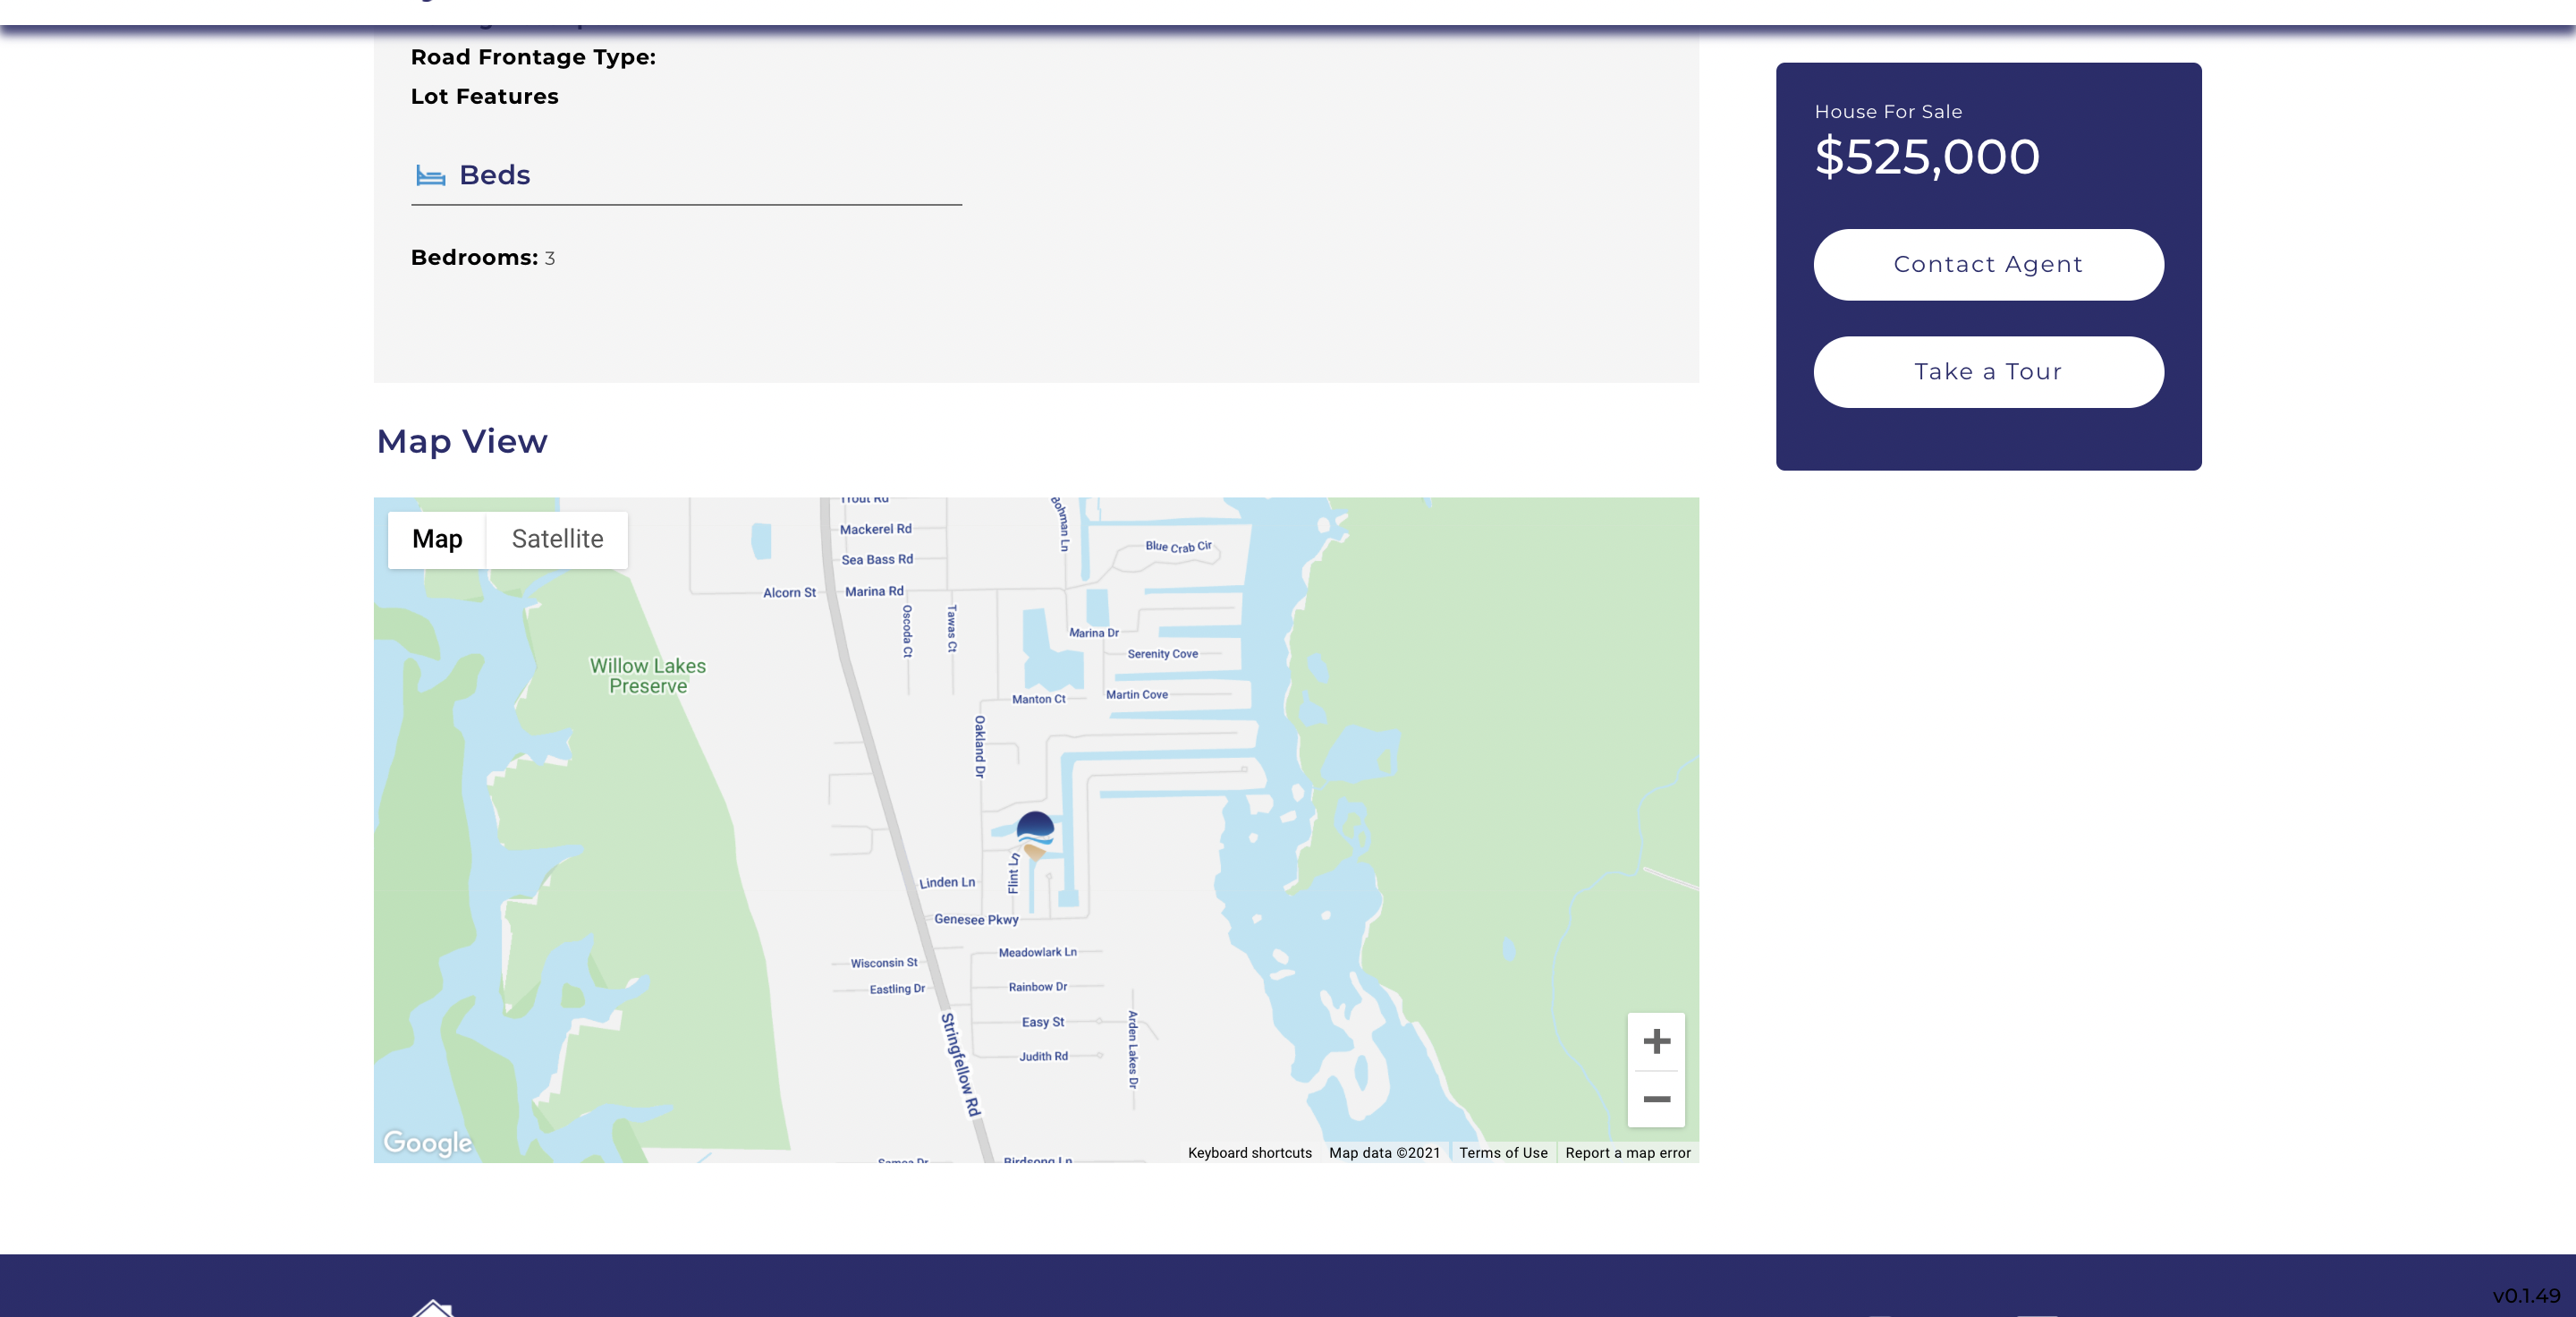 Road Frontage Type:
Lot Features
Beds
Bedrooms: 3
House For Sale
$525,000
Contact Agent
Take a Tour
Map View
Map
Satellite
Trout Rd
Mackerel Rd
Sea Bass Rd
Alcorn St
Marina Rd
Bohman Ln
Blue Crab Cir
Oscoda Ct
Tawas Ct
Marina Dr
Serenity Cove
Willow Lakes
Preserve
Manton Ct
Martin Cove
Oakland Dr
Flint Ln
Linden Ln
Genesee Pkwy
Meadowlark Ln
Wisconsin St
Rainbow Dr
Eastling Dr
Easy St
Stringfellow Rd
Arden Lakes Dr
Judith Rd
Samoa Dr
Birdsong Ln
Google
Keyboard shortcuts
Map data ©2021
Terms of Use
Report a map error
v0.1.49